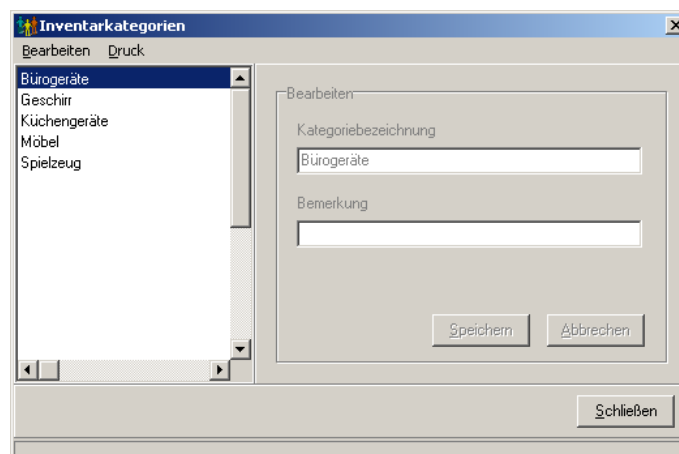 Inventarkategorien
Bearbeiten Druck
Bürogeräte
Geschirr
Küchengeräte
Möbel
Spielzeug
Bearbeiten
Kategoriebezeichnung
Bürogeräte
Bemerkung
Speichern Abbrechen
Schließen